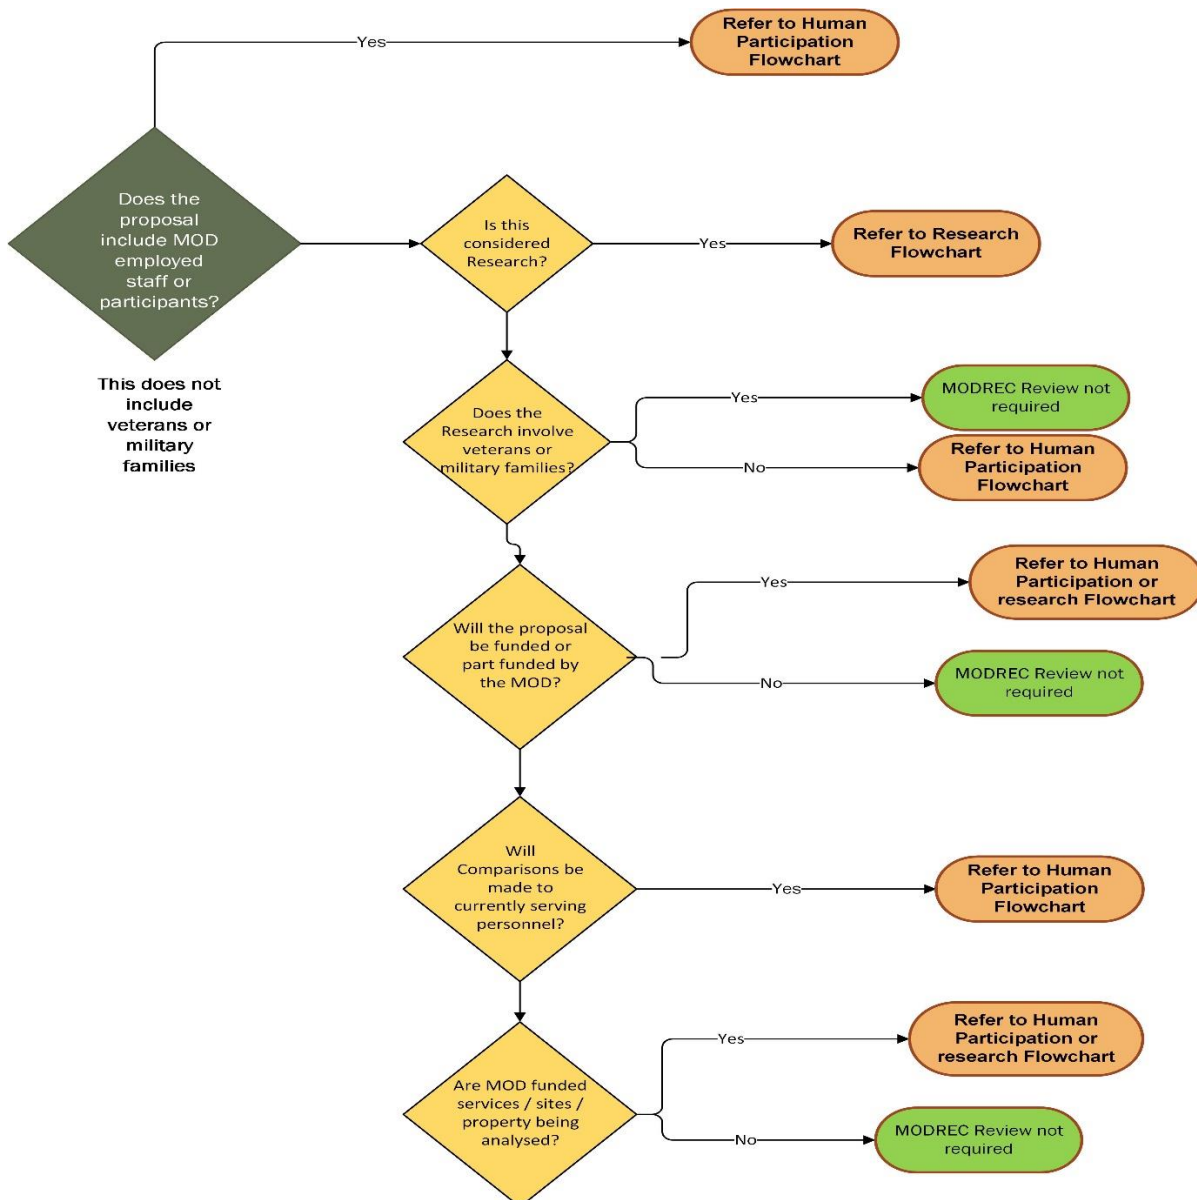 Yes
Refer to Human
Participation
Flowchart
Does the
proposal
include MOD
employed
staff or
participants?
This does not
include
veterans or
military
families
Is this
considered
Research?
Yes
Refer to Research
Flowchart
Does the
Research involve
veterans or
military families?
Yes
MODREC Review not
required
No
Refer to Human
Participation
Flowchart
Will the proposal
be funded or
part funded by
the MOD?
Yes
Refer to Human
Participation or
research Flowchart
No
MODREC Review not
required
Will
Comparisons be
made to
currently serving
personnel?
Yes
Refer to Human
Participation
Flowchart
Are MOD funded
services / sites /
property being
analysed?
Yes
Refer to Human
Participation or
research Flowchart
No
MODREC Review not
required